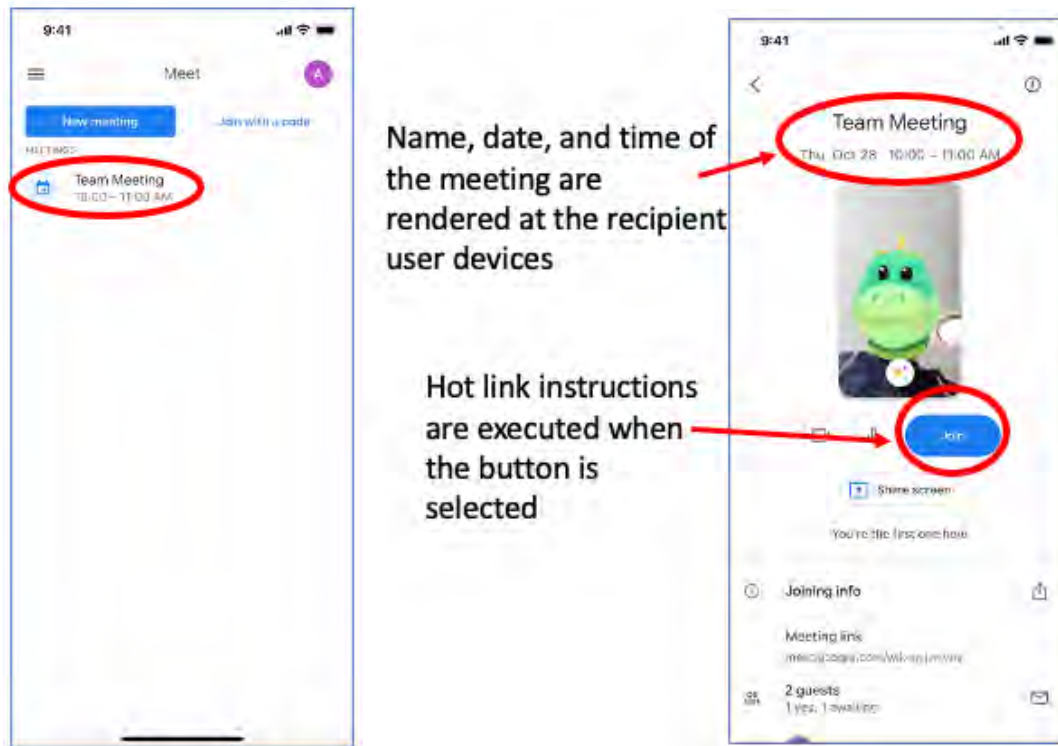 9:41
Meet
A
New meeting
Join with a code
MEETINGS
Team Meeting
10:00 – 11:00 AM
Name, date, and time of
the meeting are
rendered at the recipient
user devices
Hot link instructions
are executed when
the button is
selected
9:41
Team Meeting
Thu, Oct 28 10:00 – 11:00 AM
Join
Share screen
You're the first one here
Joining info
Meeting link
2 guests
1 yes, 1 awaiting